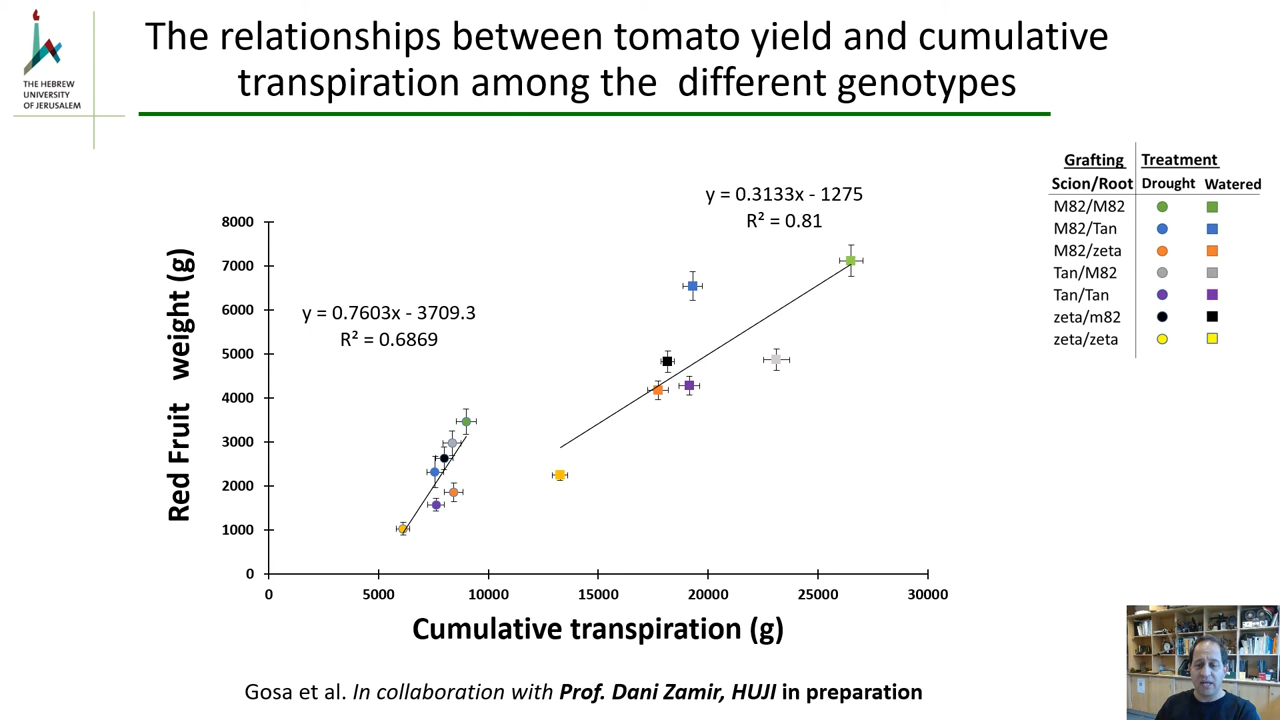 The relationships between tomato yield and cumulative
transpiration among the different genotypes
THE HEBREW
UNIVERSITY
OF JERUSALEM
Grafting Treatment
Scion/Root Drought Watered
M82/M82
M82/Tan
M82/zeta
Tan/M82
Tan/Tan
zeta/m82
zeta/zeta
y = 0.3133x - 1275
R² = 0.81
y = 0.7603x - 3709.3
R² = 0.6869
Red Fruit weight (g)
8000
7000
6000
5000
4000
3000
2000
1000
0
0 5000 10000 15000 20000 25000 30000
Cumulative transpiration (g)
Gosa et al. In collaboration with Prof. Dani Zamir, HUJI in preparation